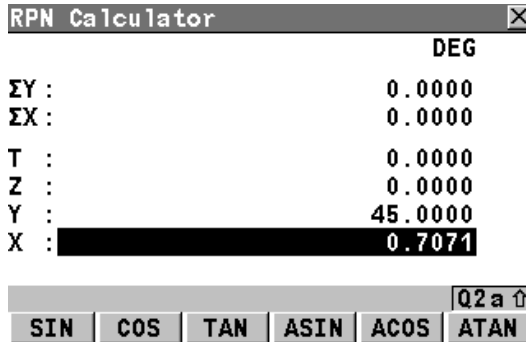 RPN Calculator
DEG
ΣY : 0.0000
ΣX : 0.0000
T : 0.0000
Z : 0.0000
Y : 45.0000
X : 0.7071
Q2a⇧
SIN COS TAN ASIN ACOS ATAN